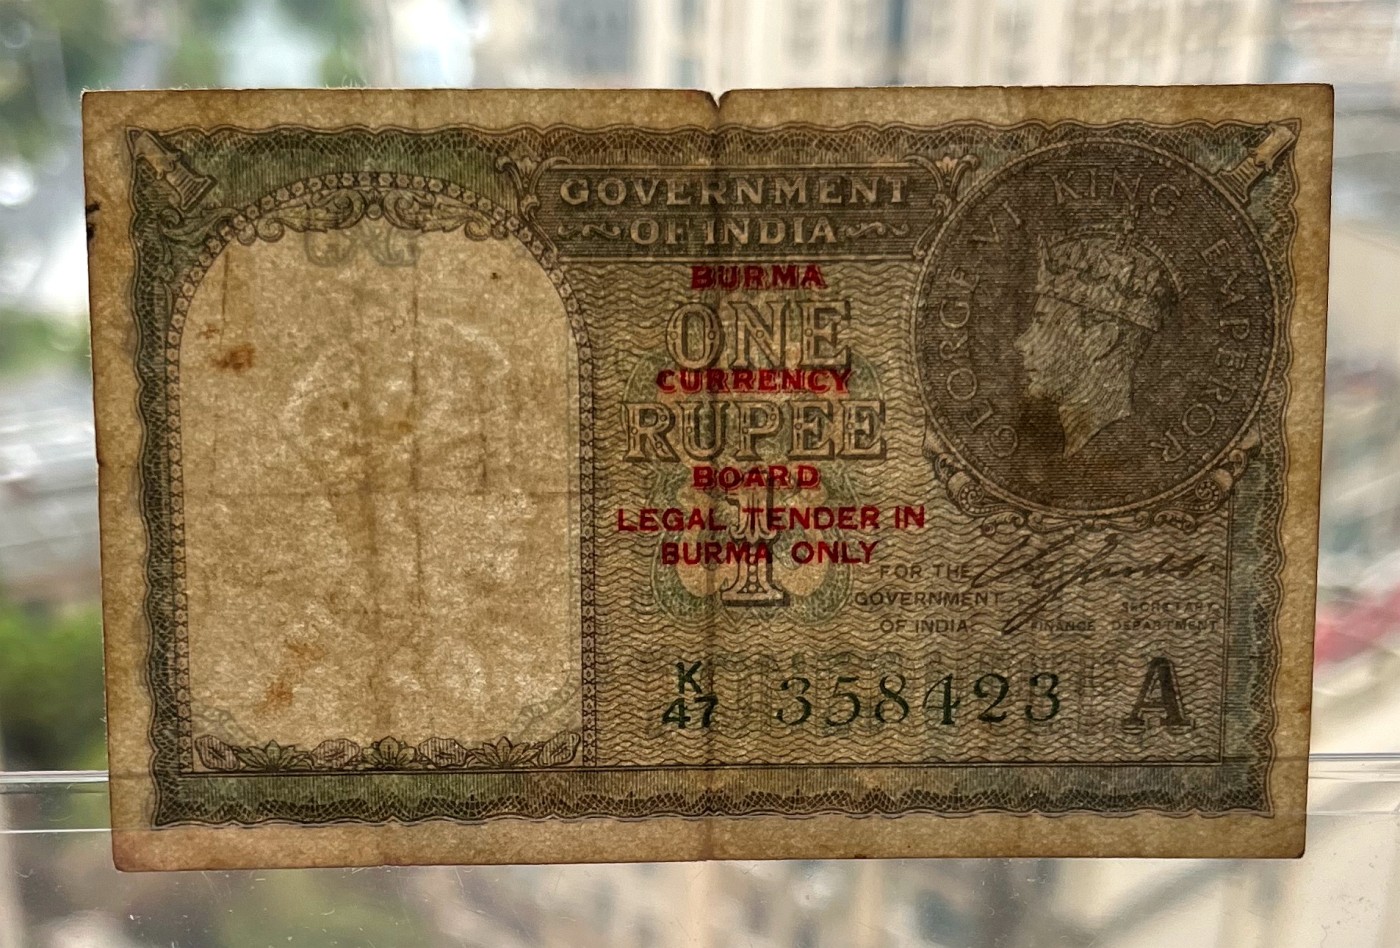 GOVERNMENT
OF INDIA
GEORGE VI KING EMPEROR
BURMA
ONE
CURRENCY
RUPEE
BOARD
1
LEGAL TENDER IN
BURMA ONLY
FOR THE
GOVERNMENT
OF INDIA
SECRETARY,
FINANCE DEPARTMENT
K
47 358423 A